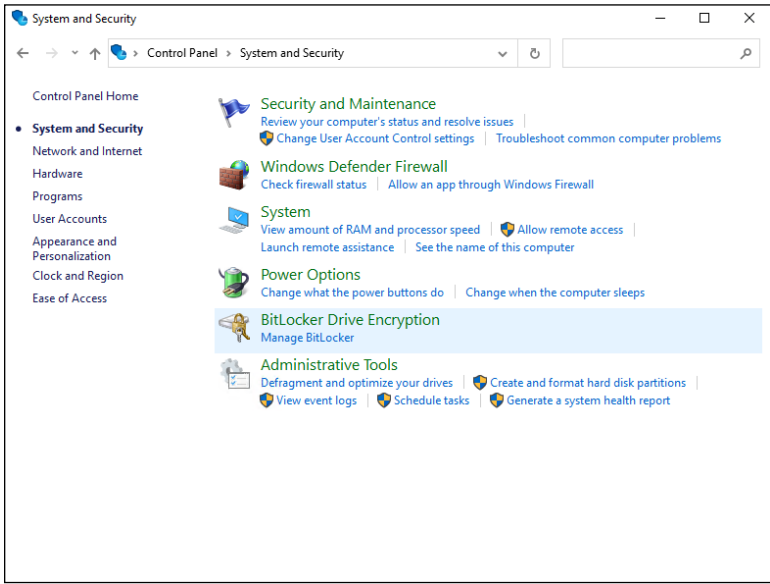 System and Security
Control Panel > System and Security
Control Panel Home
System and Security
Network and Internet
Hardware
Programs
User Accounts
Appearance and
Personalization
Clock and Region
Ease of Access
Security and Maintenance
Review your computer's status and resolve issues
Change User Account Control settings
Troubleshoot common computer problems
Windows Defender Firewall
Check firewall status
Allow an app through Windows Firewall
System
View amount of RAM and processor speed
Allow remote access
Launch remote assistance
See the name of this computer
Power Options
Change what the power buttons do
Change when the computer sleeps
BitLocker Drive Encryption
Manage BitLocker
Administrative Tools
Defragment and optimize your drives
Create and format hard disk partitions
View event logs
Schedule tasks
Generate a system health report